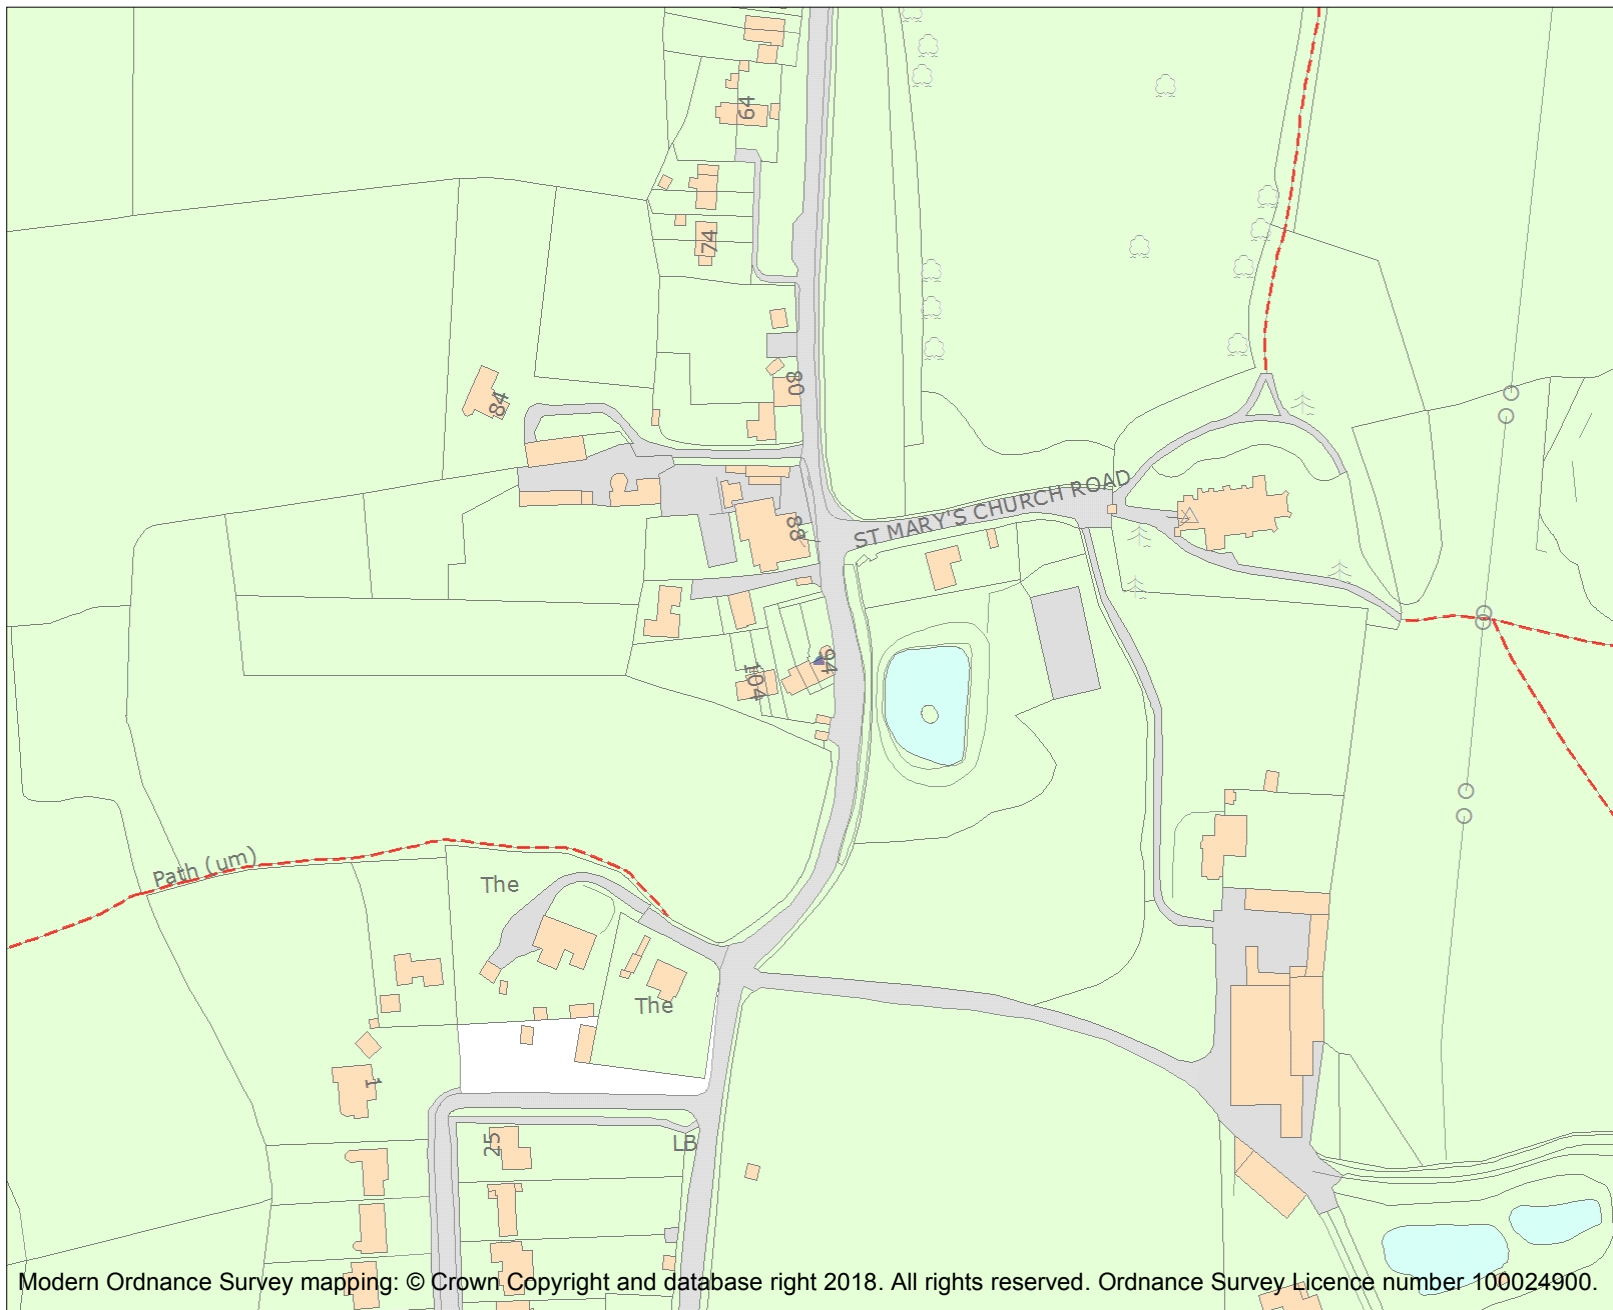 64
74
80
84
ST MARY'S CHURCH ROAD
88
94
104
Path (um)
The
The
1
25
LB
Modern Ordnance Survey mapping: © Crown Copyright and database right 2018. All rights reserved. Ordnance Survey Licence number 100024900.